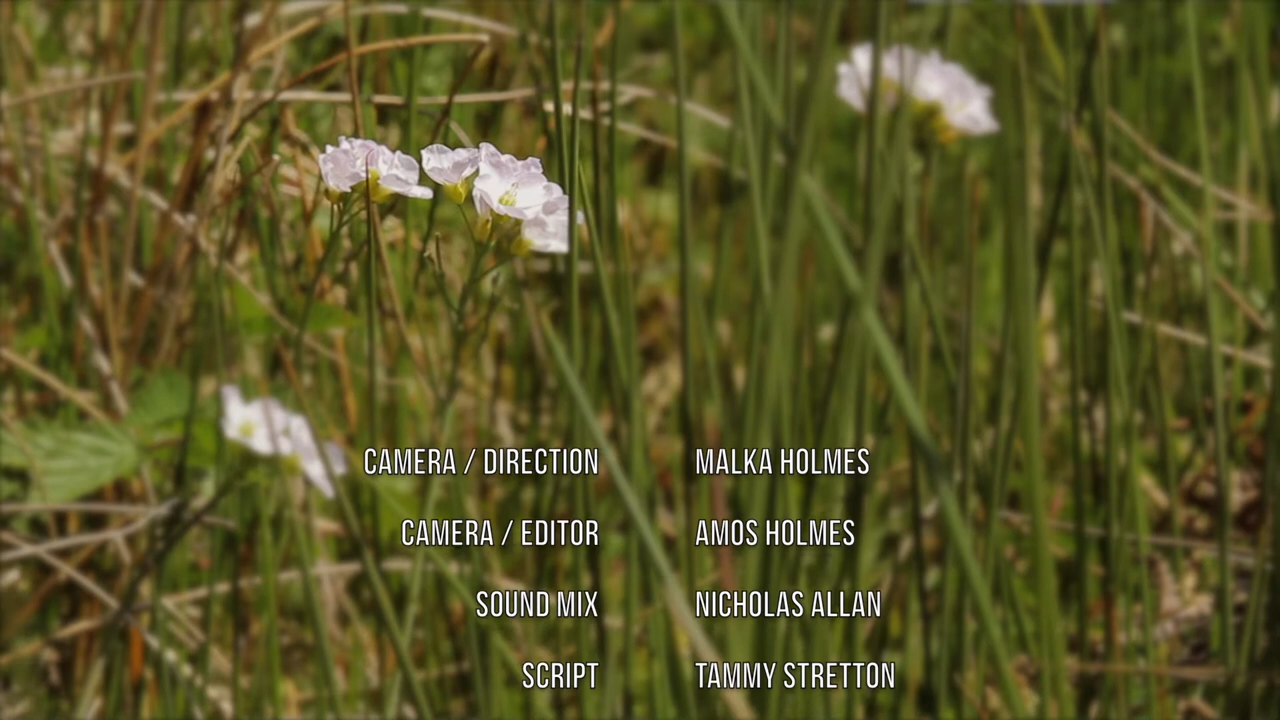 CAMERA / DIRECTION MALKA HOLMES
CAMERA / EDITOR AMOS HOLMES
SOUND MIX NICHOLAS ALLAN
SCRIPT TAMMY STRETTON